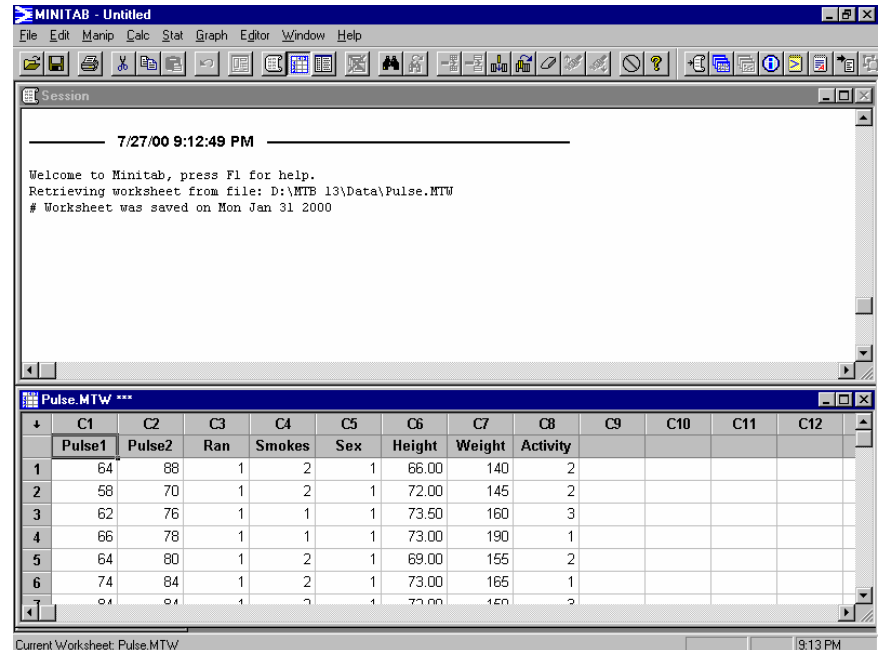 MINITAB - Untitled
File Edit Manip Calc Stat Graph Editor Window Help
Session
7/27/00 9:12:49 PM
Welcome to Minitab, press F1 for help.
Retrieving worksheet from file: D:\MTB 13\Data\Pulse.MTW
# Worksheet was saved on Mon Jan 31 2000
Pulse.MTW ***
C1 C2 C3 C4 C5 C6 C7 C8 C9 C10 C11 C12
Pulse1 Pulse2 Ran Smokes Sex Height Weight Activity
1 64 88 1 2 1 66.00 140 2
2 58 70 1 2 1 72.00 145 2
3 62 76 1 1 1 73.50 160 3
4 66 78 1 1 1 73.00 190 1
5 64 80 1 2 1 69.00 155 2
6 74 84 1 2 1 73.00 165 1
Current Worksheet: Pulse.MTW 9:13 PM